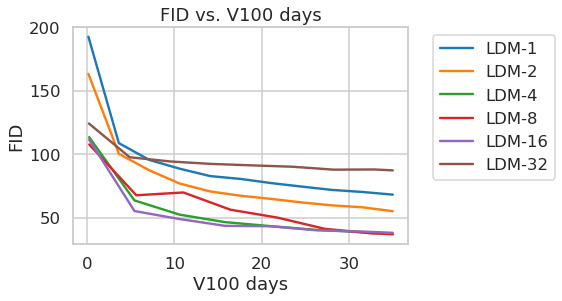 FID vs. V100 days
200
150
100
50
FID
0
10
20
30
V100 days
LDM-1
LDM-2
LDM-4
LDM-8
LDM-16
LDM-32